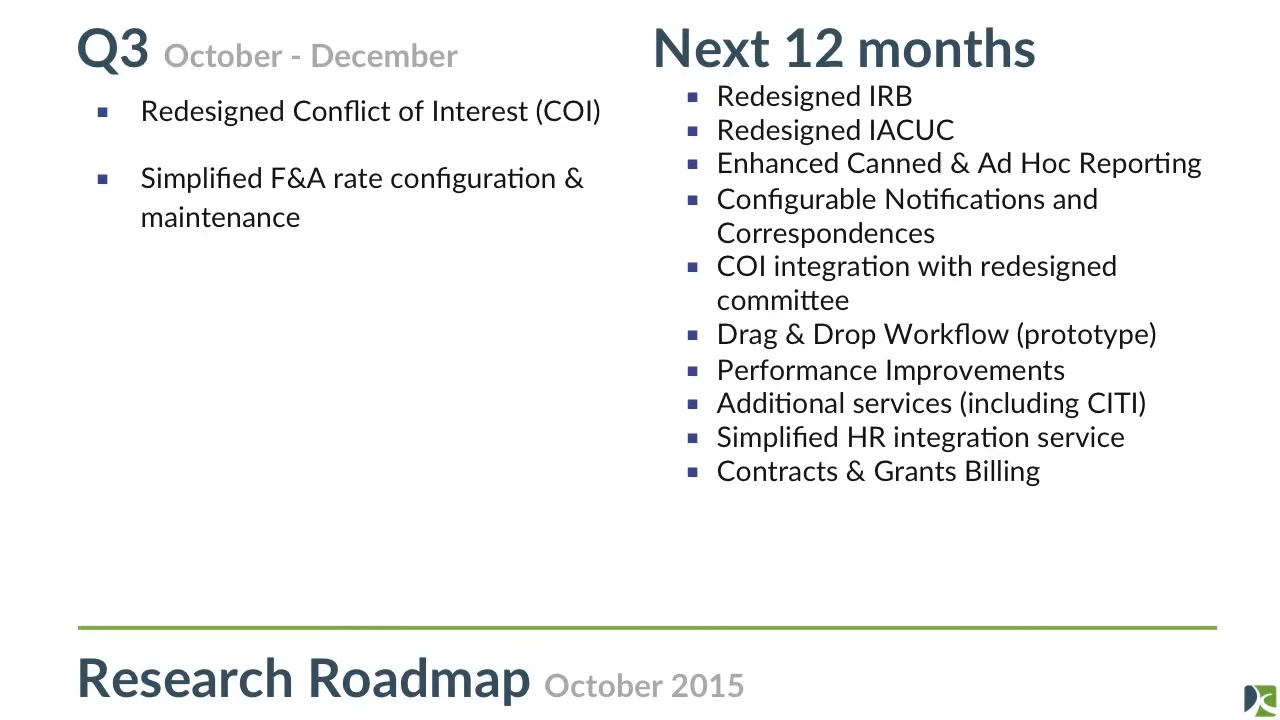 Q3 October - December
▪ Redesigned Conflict of Interest (COI)
▪ Simplified F&A rate configuration &
maintenance
Next 12 months
▪ Redesigned IRB
▪ Redesigned IACUC
▪ Enhanced Canned & Ad Hoc Reporting
▪ Configurable Notifications and
Correspondences
▪ COI integration with redesigned
committee
▪ Drag & Drop Workflow (prototype)
▪ Performance Improvements
▪ Additional services (including CITI)
▪ Simplified HR integration service
▪ Contracts & Grants Billing
Research Roadmap October 2015